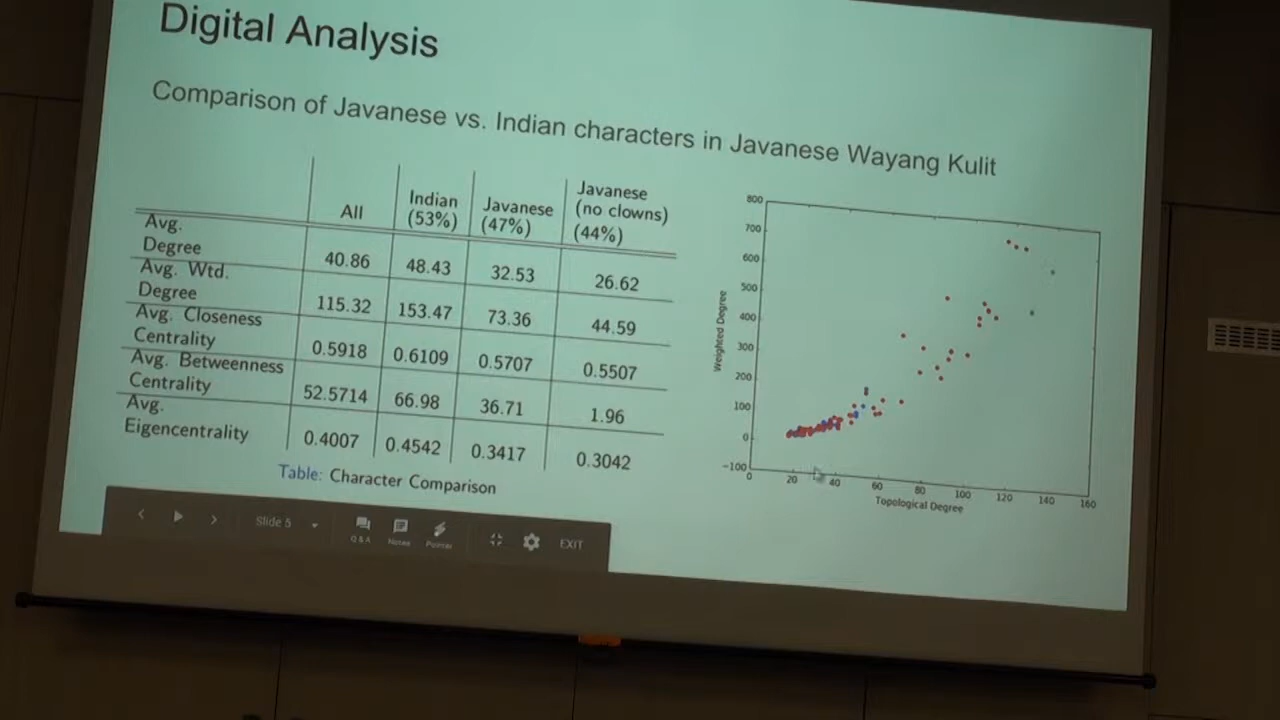 Digital Analysis
Comparison of Javanese vs. Indian characters in Javanese Wayang Kulit
All
Indian
(53%)
Javanese
(47%)
Javanese
(no clowns)
(44%)
Avg.
Degree
40.86
48.43
32.53
26.62
Avg. Wtd.
Degree
115.32
153.47
73.36
44.59
Avg. Closeness
Centrality
0.5918
0.6109
0.5707
0.5507
Avg. Betweenness
Centrality
52.5714
66.98
36.71
1.96
Avg.
Eigencentrality
0.4007
0.4542
0.3417
0.3042
Table: Character Comparison
800
700
600
500
400
300
200
100
0
−100
Weighted Degree
0
20
40
60
80
100
120
140
160
Topological Degree
Slide 5
Q & A
Notes
Pointer
EXIT